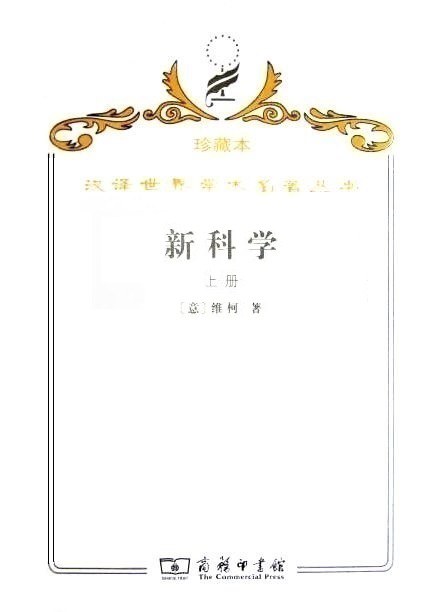 珍藏本
汉译世界学术名著丛书
新科学
上册
[意]维柯 著
商务印书馆
The Commercial Press